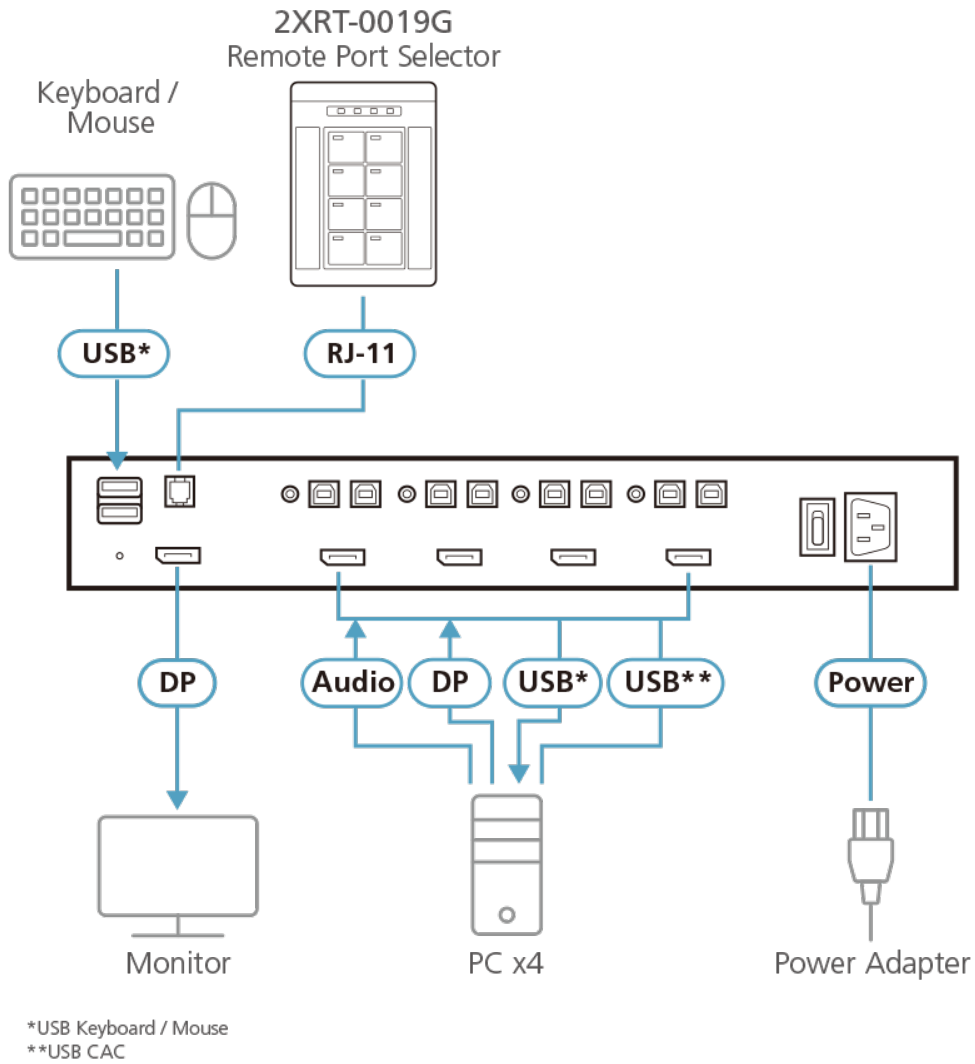 2XRT-0019G
Remote Port Selector
Keyboard /
Mouse
USB*
RJ-11
DP
Audio
DP
USB*
USB**
Power
Monitor
PC x4
Power Adapter
*USB Keyboard / Mouse
**USB CAC